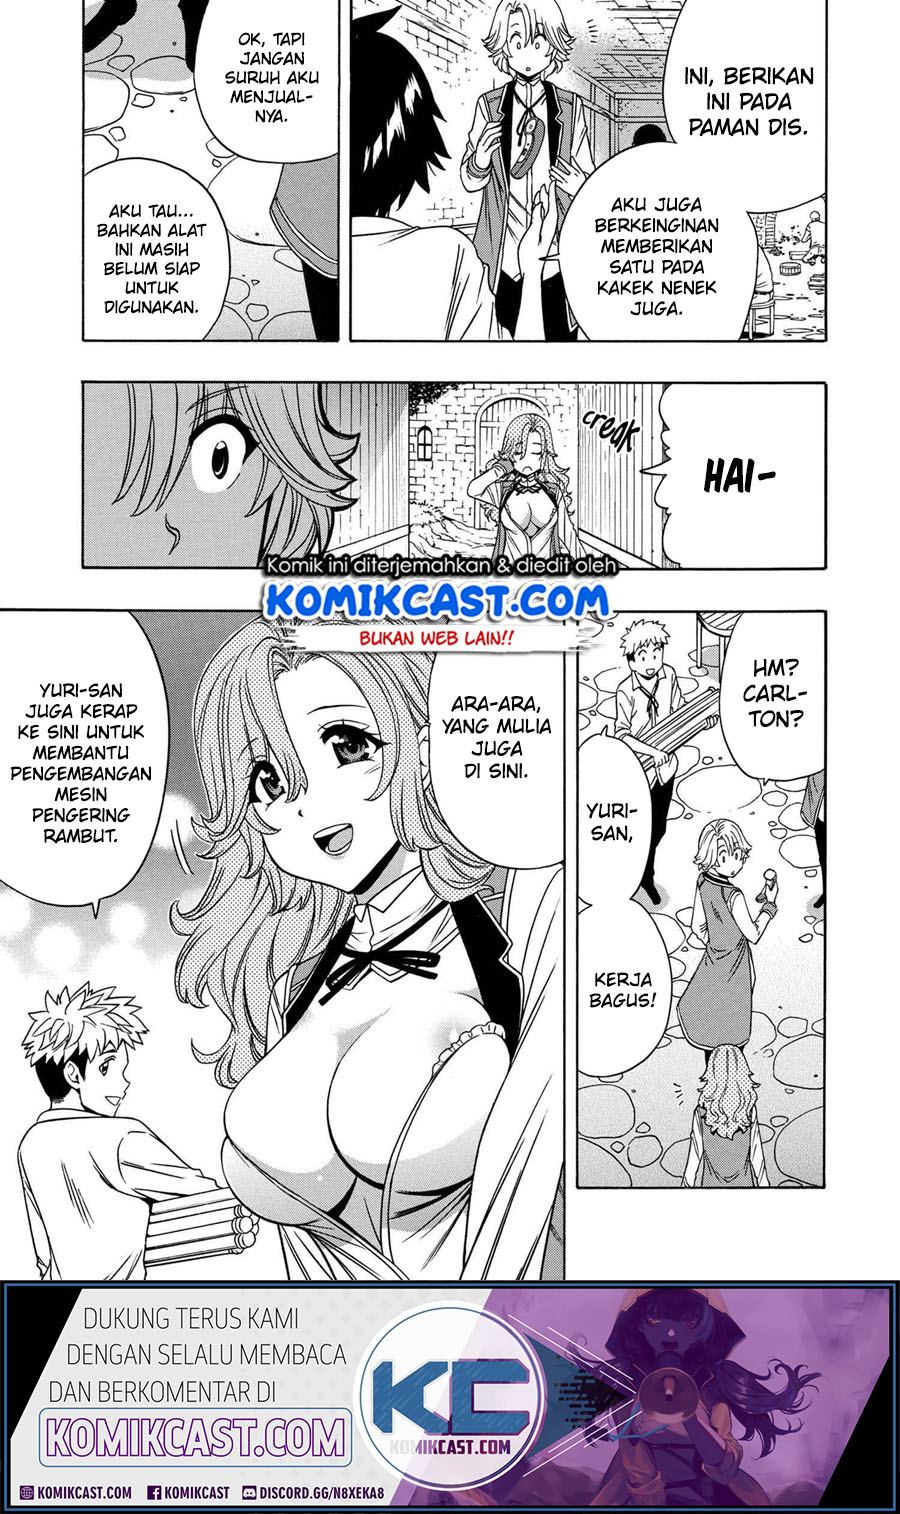 INI, BERIKAN
INI PADA
PAMAN DIS.
AKU JUGA
BERKEINGINAN
MEMBERIKAN
SATU PADA
KAKEK NENEK
JUGA.
OK, TAPI
JANGAN
SURUH AKU
MENJUAL-
NYA.
AKU TAU...
BAHKAN ALAT
INI MASIH
BELUM SIAP
UNTUK
DIGUNAKAN.
HAI-
creak
Komik ini diterjemahkan & diedit oleh
KOMIKCAST.COM
BUKAN WEB LAIN!!
HM?
CARL-
TON?
YURI-
SAN,
KERJA
BAGUS!
ARA-ARA,
YANG MULIA
JUGA
DI SINI.
YURI-SAN
JUGA KERAP
KE SINI UNTUK
MEMBANTU
PENGEMBANGAN
MESIN
PENGERING
RAMBUT.
DUKUNG TERUS KAMI
DENGAN SELALU MEMBACA
DAN BERKOMENTAR DI
KOMIKCAST.COM
KC
KOMIKCAST.COM
KOMIKCAST.COM
KOMIKCAST
DISCORD.GG/N8XEKA8